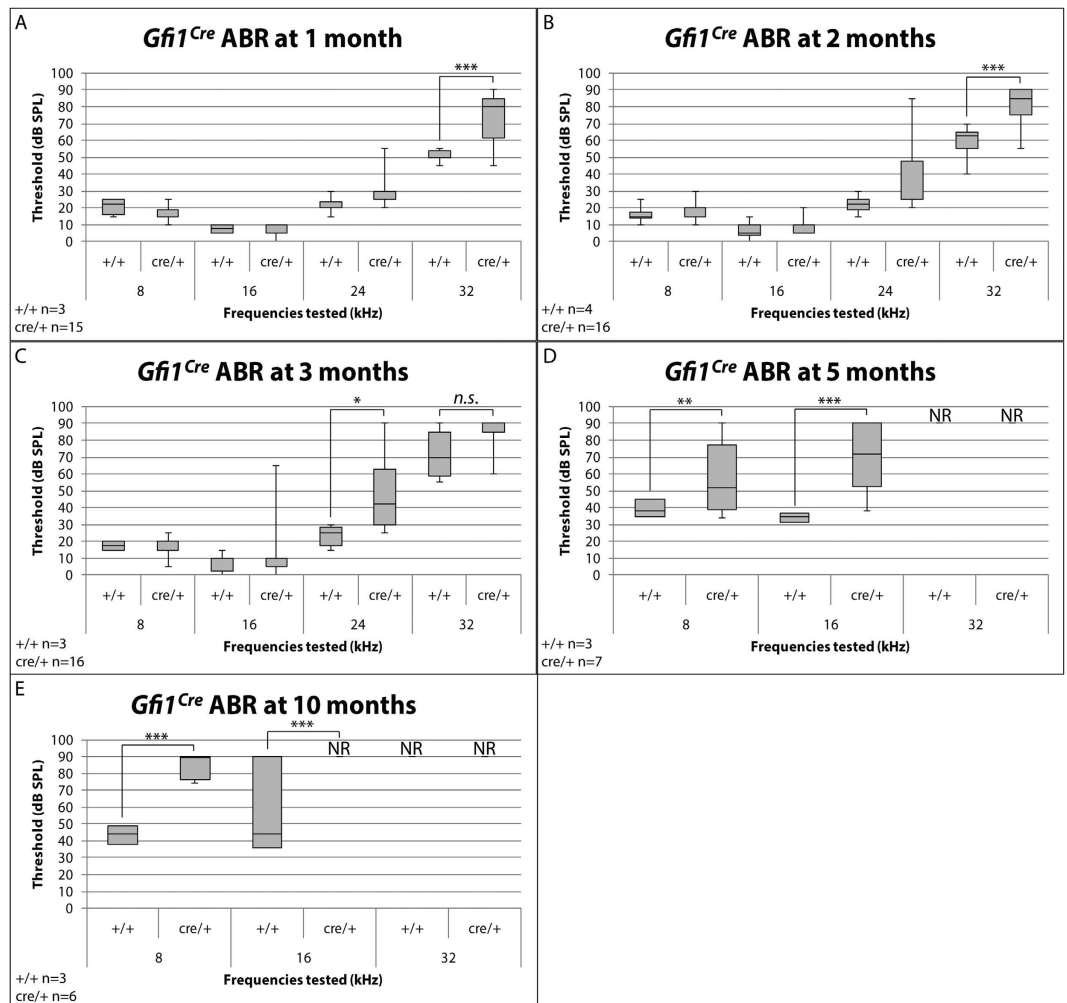 A
Gfi1Cre ABR at 1 month
***
Threshold (dB SPL)
100
90
80
70
60
50
40
30
20
10
0
+/+ cre/+ +/+ cre/+ +/+ cre/+ +/+ cre/+
8 16 24 32
Frequencies tested (kHz)
+/+ n=3
cre/+ n=15
B
Gfi1Cre ABR at 2 months
***
Threshold (dB SPL)
100
90
80
70
60
50
40
30
20
10
0
+/+ cre/+ +/+ cre/+ +/+ cre/+ +/+ cre/+
8 16 24 32
Frequencies tested (kHz)
+/+ n=4
cre/+ n=16
C
Gfi1Cre ABR at 3 months
* n.s.
Threshold (dB SPL)
100
90
80
70
60
50
40
30
20
10
0
+/+ cre/+ +/+ cre/+ +/+ cre/+ +/+ cre/+
8 16 24 32
Frequencies tested (kHz)
+/+ n=3
cre/+ n=16
D
Gfi1Cre ABR at 5 months
** ***
NR NR
Threshold (dB SPL)
100
90
80
70
60
50
40
30
20
10
0
+/+ cre/+ +/+ cre/+ +/+ cre/+
8 16 32
Frequencies tested (kHz)
+/+ n=3
cre/+ n=7
E
Gfi1Cre ABR at 10 months
*** ***
NR NR NR
Threshold (dB SPL)
100
90
80
70
60
50
40
30
20
10
0
+/+ cre/+ +/+ cre/+ +/+ cre/+
8 16 32
Frequencies tested (kHz)
+/+ n=3
cre/+ n=6